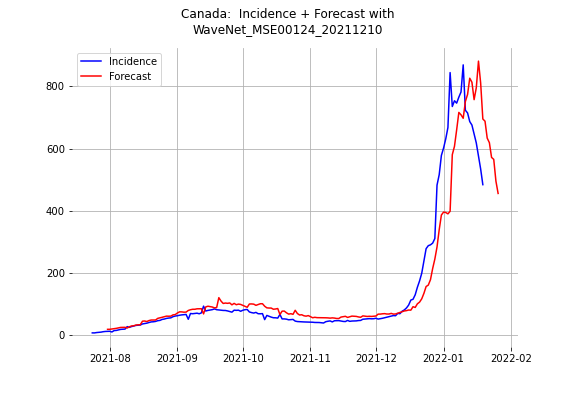 Canada:  Incidence + Forecast with
WaveNet_MSE00124_20211210
Incidence
Forecast
800
600
400
200
0
2021-08 2021-09 2021-10 2021-11 2021-12 2022-01 2022-02